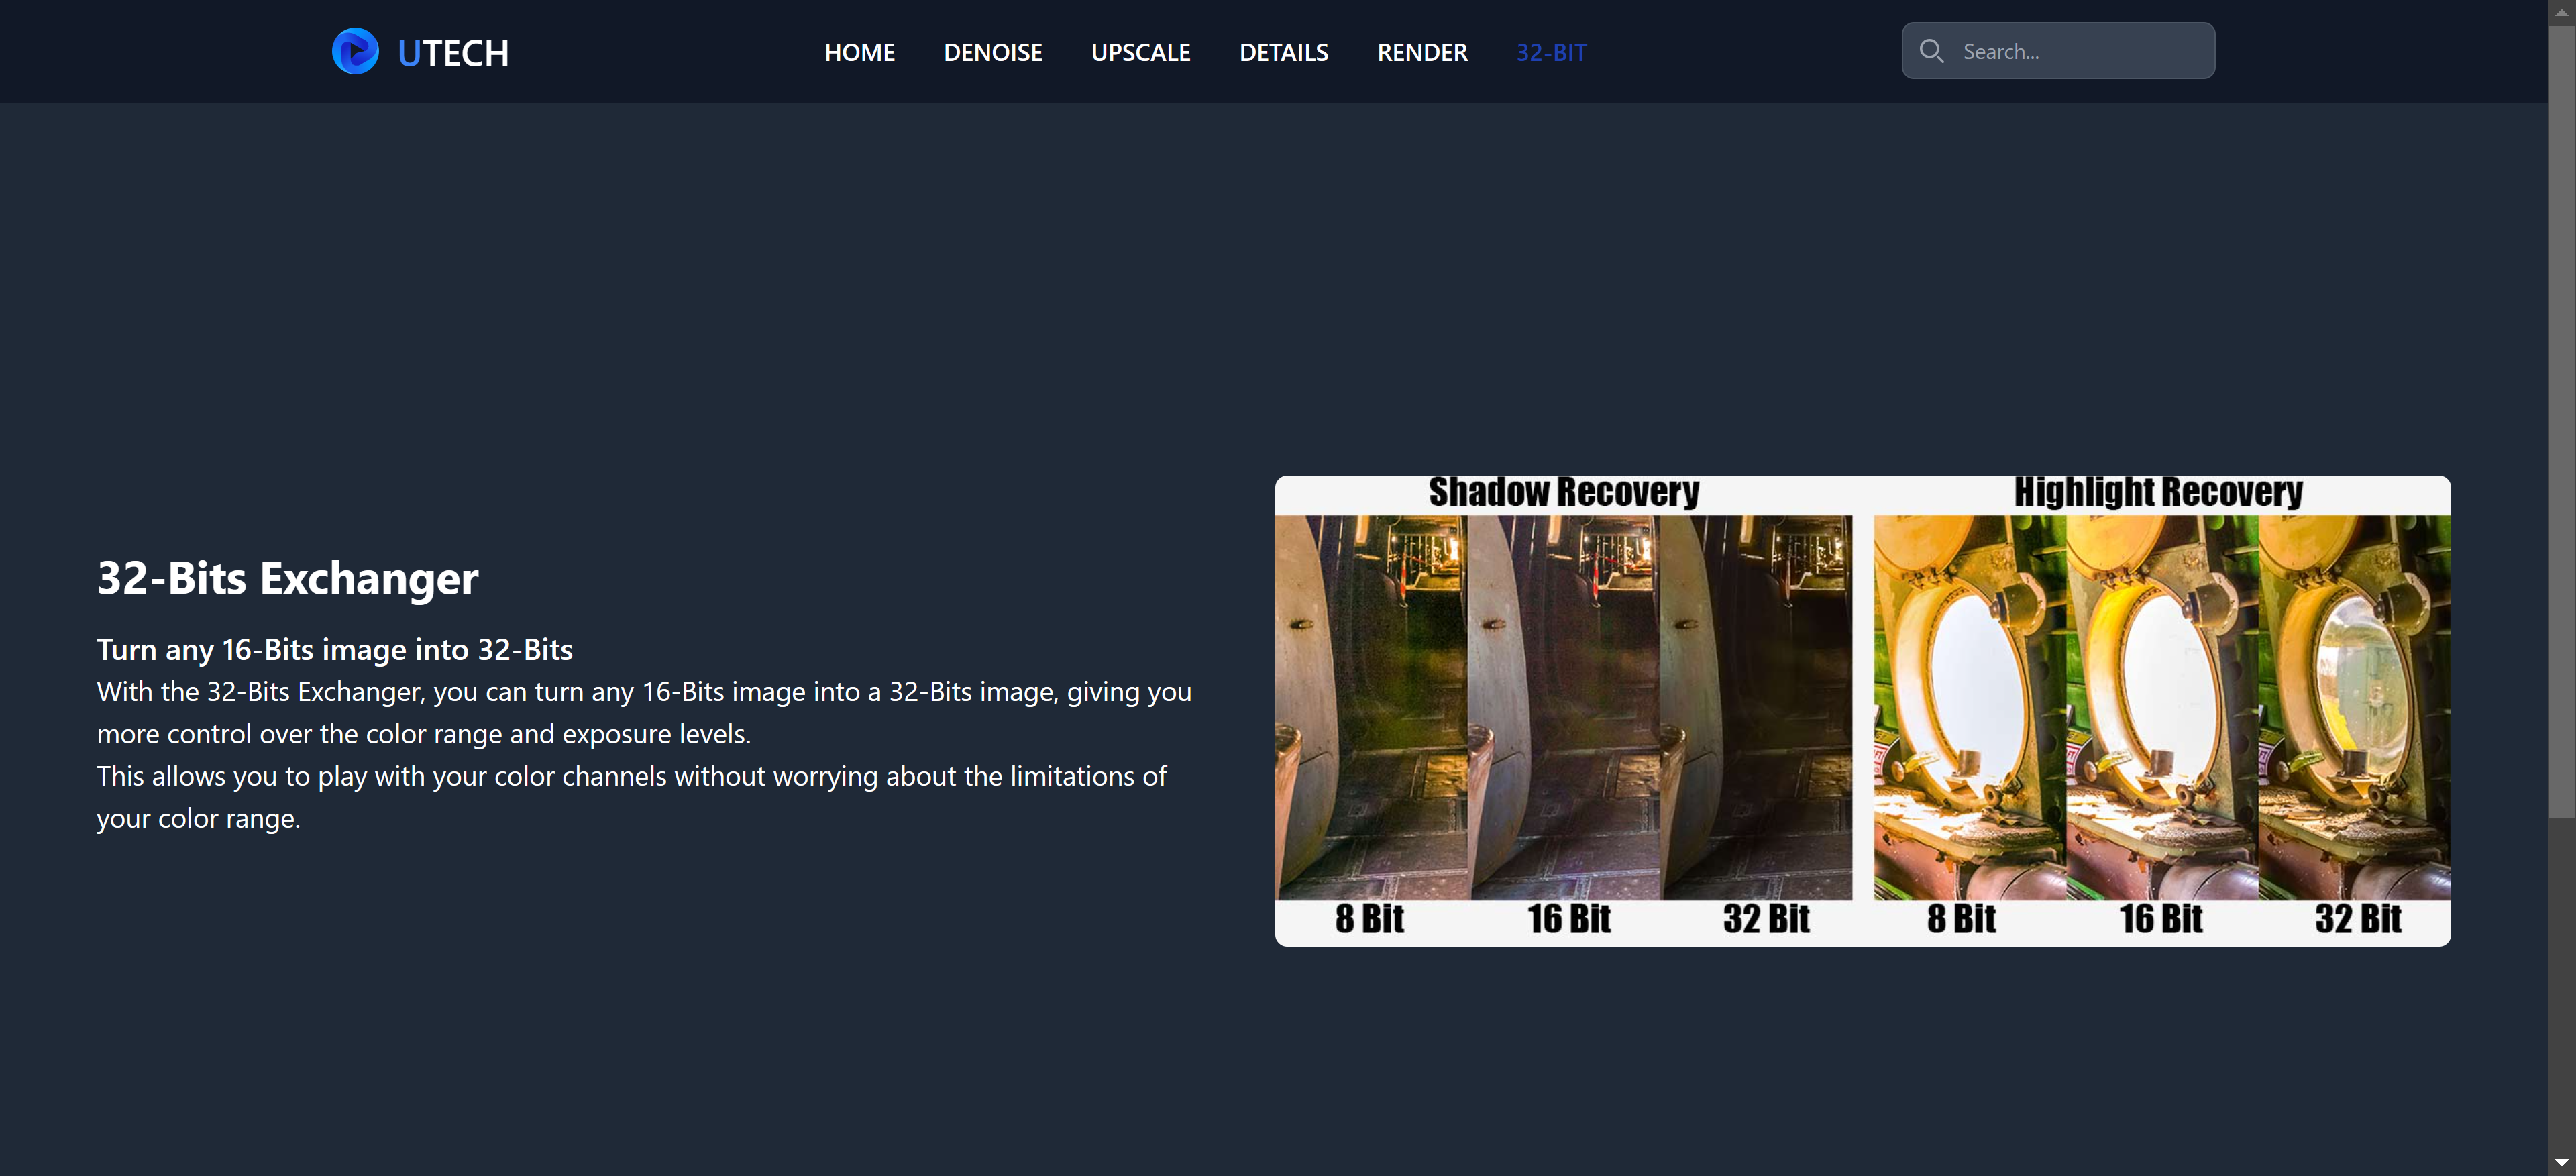 UTECH
HOME DENOISE UPSCALE DETAILS RENDER 32-BIT
Search...
32-Bits Exchanger
Turn any 16-Bits image into 32-Bits
With the 32-Bits Exchanger, you can turn any 16-Bits image into a 32-Bits image, giving you
more control over the color range and exposure levels.
This allows you to play with your color channels without worrying about the limitations of
your color range.
Shadow Recovery Highlight Recovery
8 Bit 16 Bit 32 Bit 8 Bit 16 Bit 32 Bit